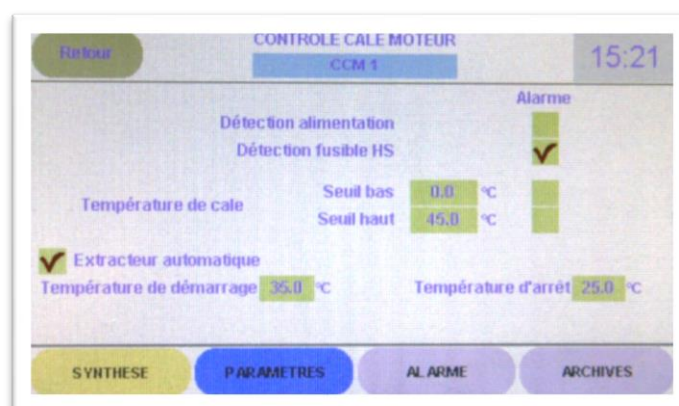 Retour
CONTROLE CALE MOTEUR
CCM 1
15:21
Alarme
Détection alimentation
Détection fusible HS
Température de cale
Seuil bas 0.0 °C
Seuil haut 45.0 °C
Extracteur automatique
Température de démarrage 35.0 °C Température d'arrêt 25.0 °C
SYNTHESE PARAMETRES ALARME ARCHIVES